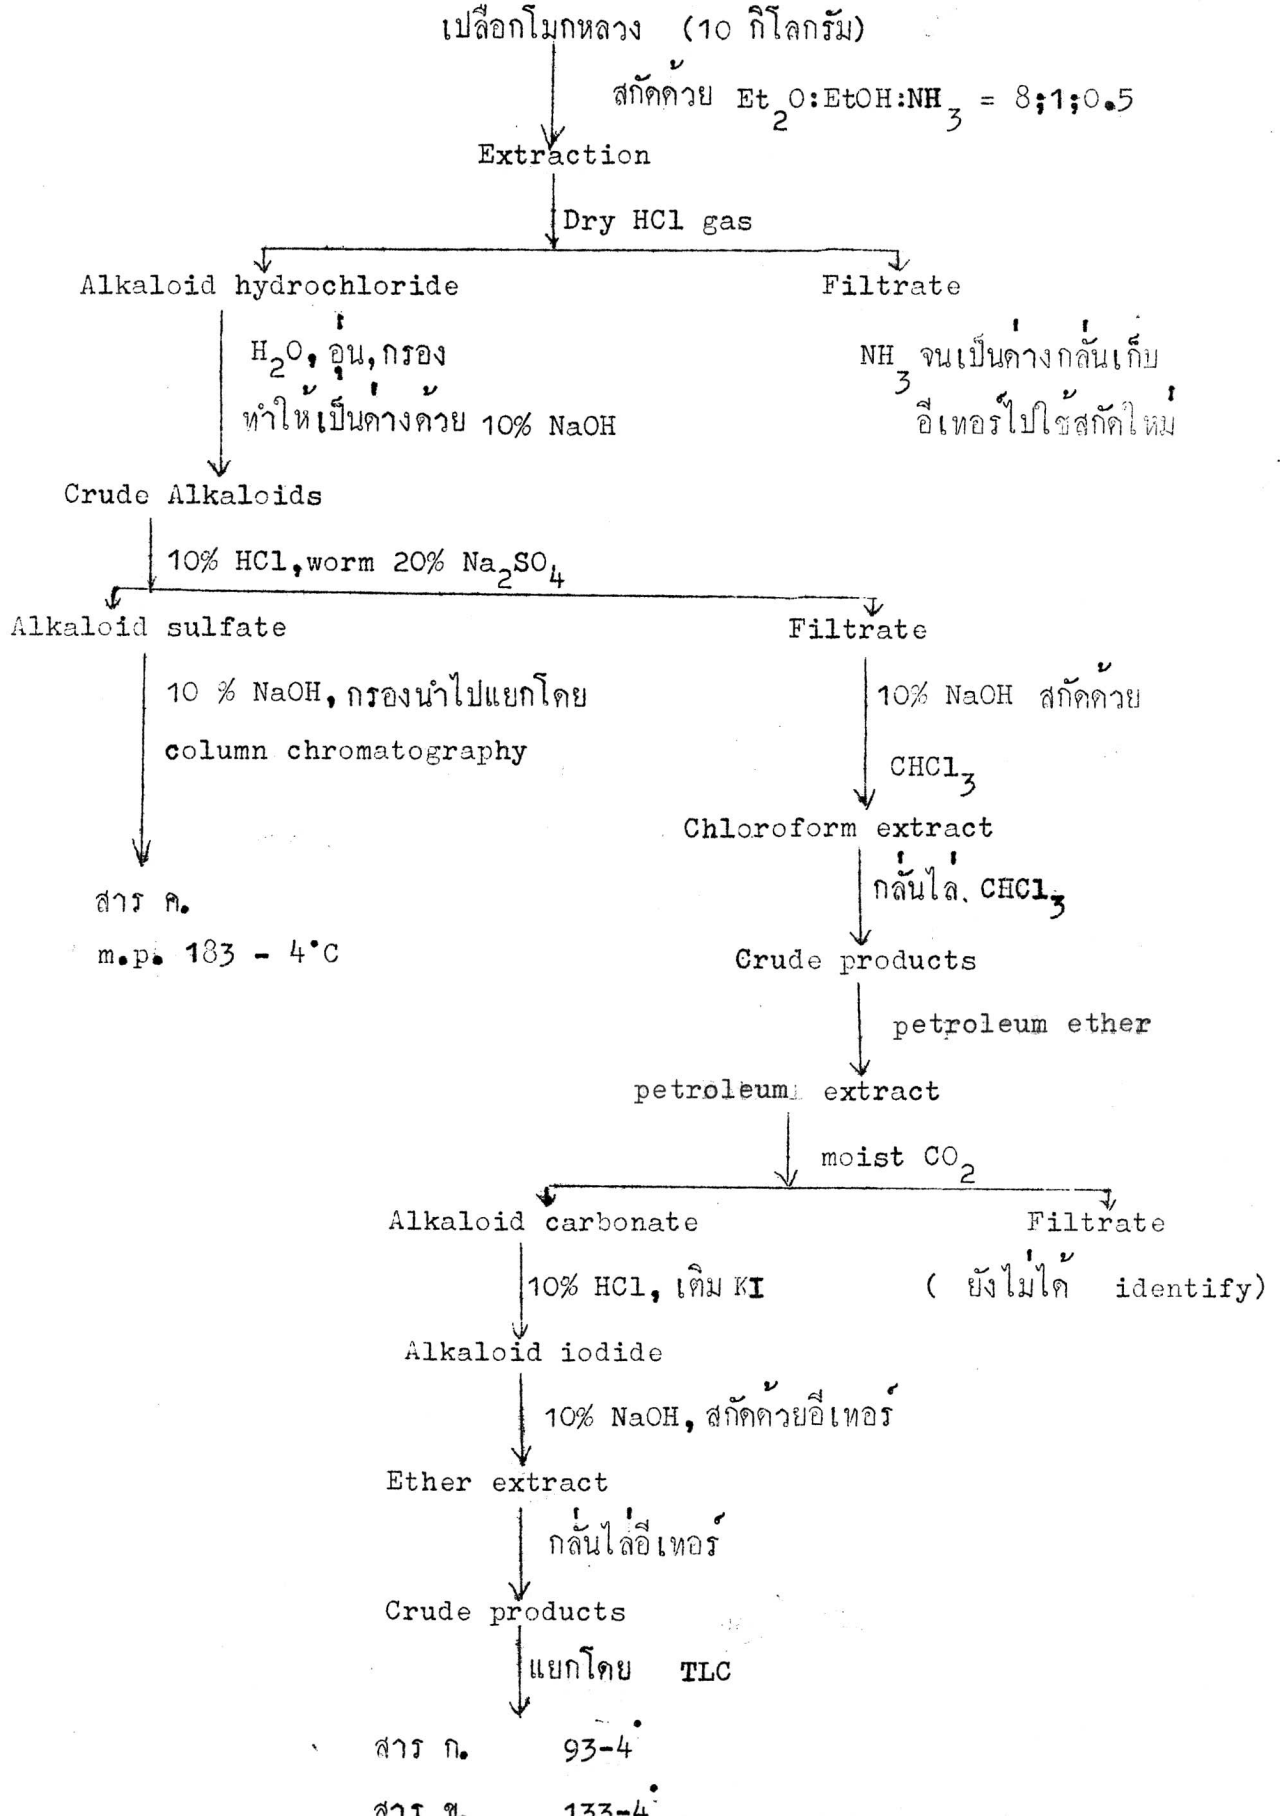 เปลือกโมกหลวง (10 กิโลกรัม)
สกัดด้วย Et2O:EtOH:NH3 = 8;1;0.5
Extraction
Dry HCl gas
Alkaloid hydrochloride
Filtrate
H2O, อุ่น, กรอง
ทำให้เป็นด่างด้วย 10% NaOH
NH3 จนเป็นด่างกลั่นเก็บ
อีเทอร์ไปใช้สกัดใหม่
Crude Alkaloids
10% HCl, worm 20% Na2SO4
Alkaloid sulfate
Filtrate
10 % NaOH, กรองนำไปแยกโดย
column chromatography
10% NaOH สกัดด้วย
CHCl3
Chloroform extract
กลั่นไล่ CHCl3
สาร ค.
m.p. 183 - 4°C
Crude products
petroleum ether
petroleum extract
moist CO2
Alkaloid carbonate
Filtrate
10% HCl, เติม KI
( ยังไม่ได้ identify)
Alkaloid iodide
10% NaOH, สกัดด้วยอีเทอร์
Ether extract
กลั่นไล่อีเทอร์
Crude products
แยกโดย TLC
สาร ก. 93-4°
สาร ข. 133-4°